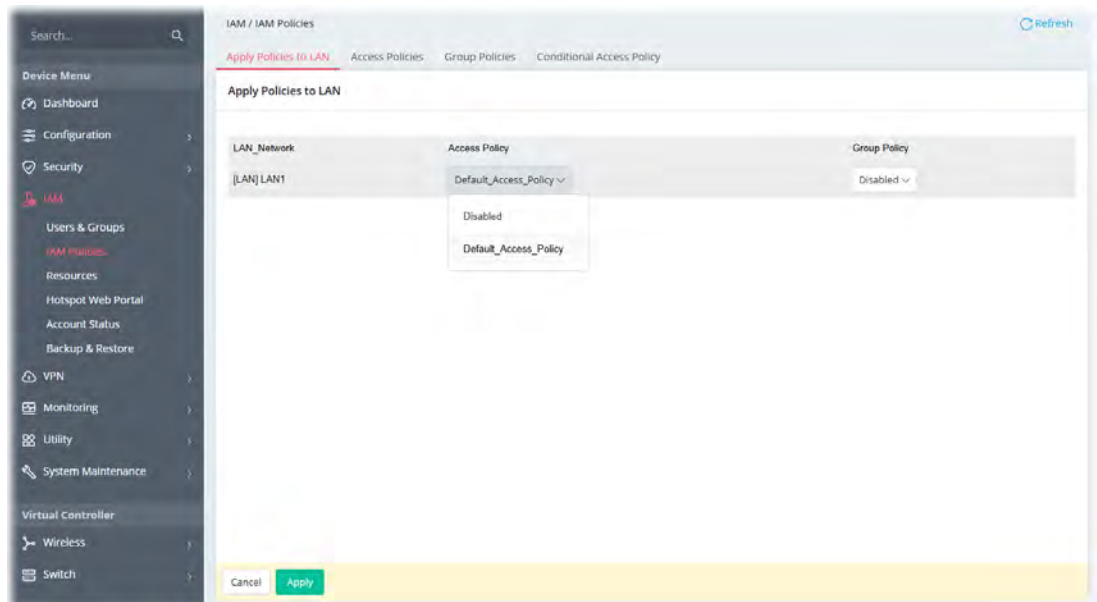 Search...
Device Menu
Dashboard
Configuration
Security
IAM
Users & Groups
IAM Policies
Resources
Hotspot Web Portal
Account Status
Backup & Restore
VPN
Monitoring
Utility
System Maintenance
Virtual Controller
Wireless
Switch
IAM / IAM Policies
Refresh
Apply Policies to LAN Access Policies Group Policies Conditional Access Policy
Apply Policies to LAN
LAN_Network Access Policy Group Policy
[LAN] LAN1 Default_Access_Policy Disabled
Disabled
Default_Access_Policy
Cancel Apply